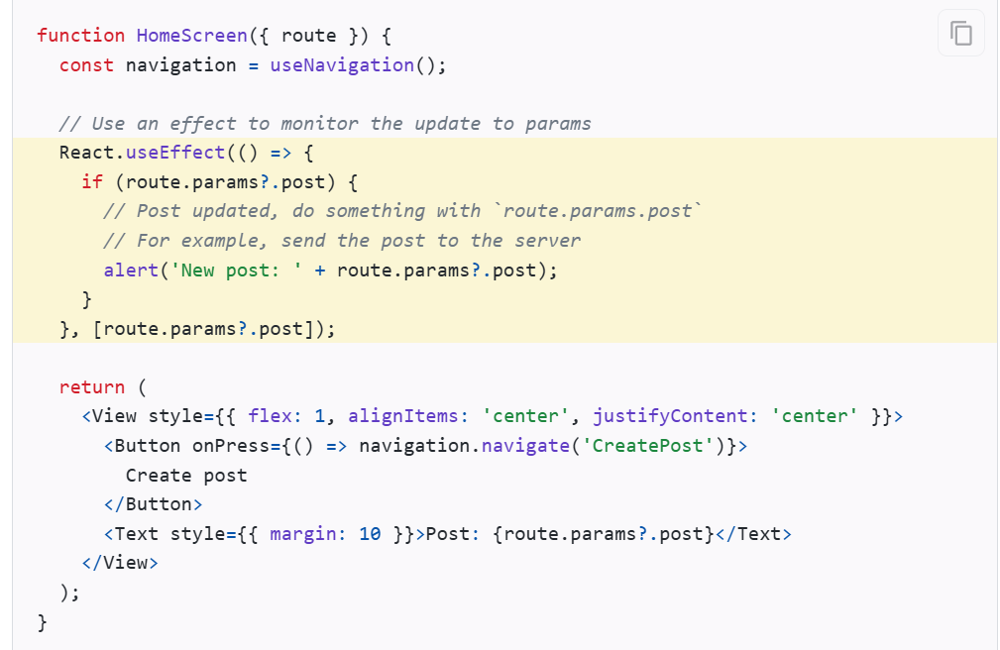 function HomeScreen({ route }) {
  const navigation = useNavigation();

  // Use an effect to monitor the update to params
  React.useEffect(() => {
    if (route.params?.post) {
      // Post updated, do something with `route.params.post`
      // For example, send the post to the server
      alert('New post: ' + route.params?.post);
    }
  }, [route.params?.post]);

  return (
    <View style={{ flex: 1, alignItems: 'center', justifyContent: 'center' }}>
      <Button onPress={() => navigation.navigate('CreatePost')}>
        Create post
      </Button>
      <Text style={{ margin: 10 }}>Post: {route.params?.post}</Text>
    </View>
  );
}